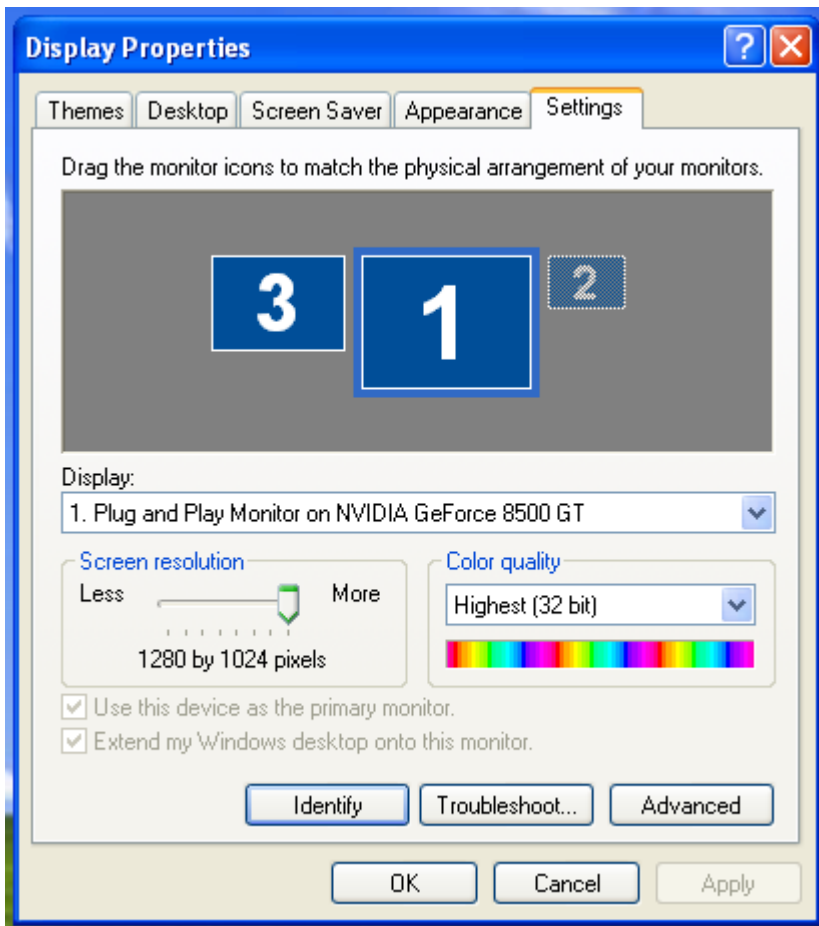 Display Properties
Themes Desktop Screen Saver Appearance Settings
Drag the monitor icons to match the physical arrangement of your monitors.
3 1 2
Display:
1. Plug and Play Monitor on NVIDIA GeForce 8500 GT
Screen resolution
Less More
1280 by 1024 pixels
Color quality
Highest (32 bit)
Use this device as the primary monitor.
Extend my Windows desktop onto this monitor.
Identify Troubleshoot... Advanced
OK Cancel Apply